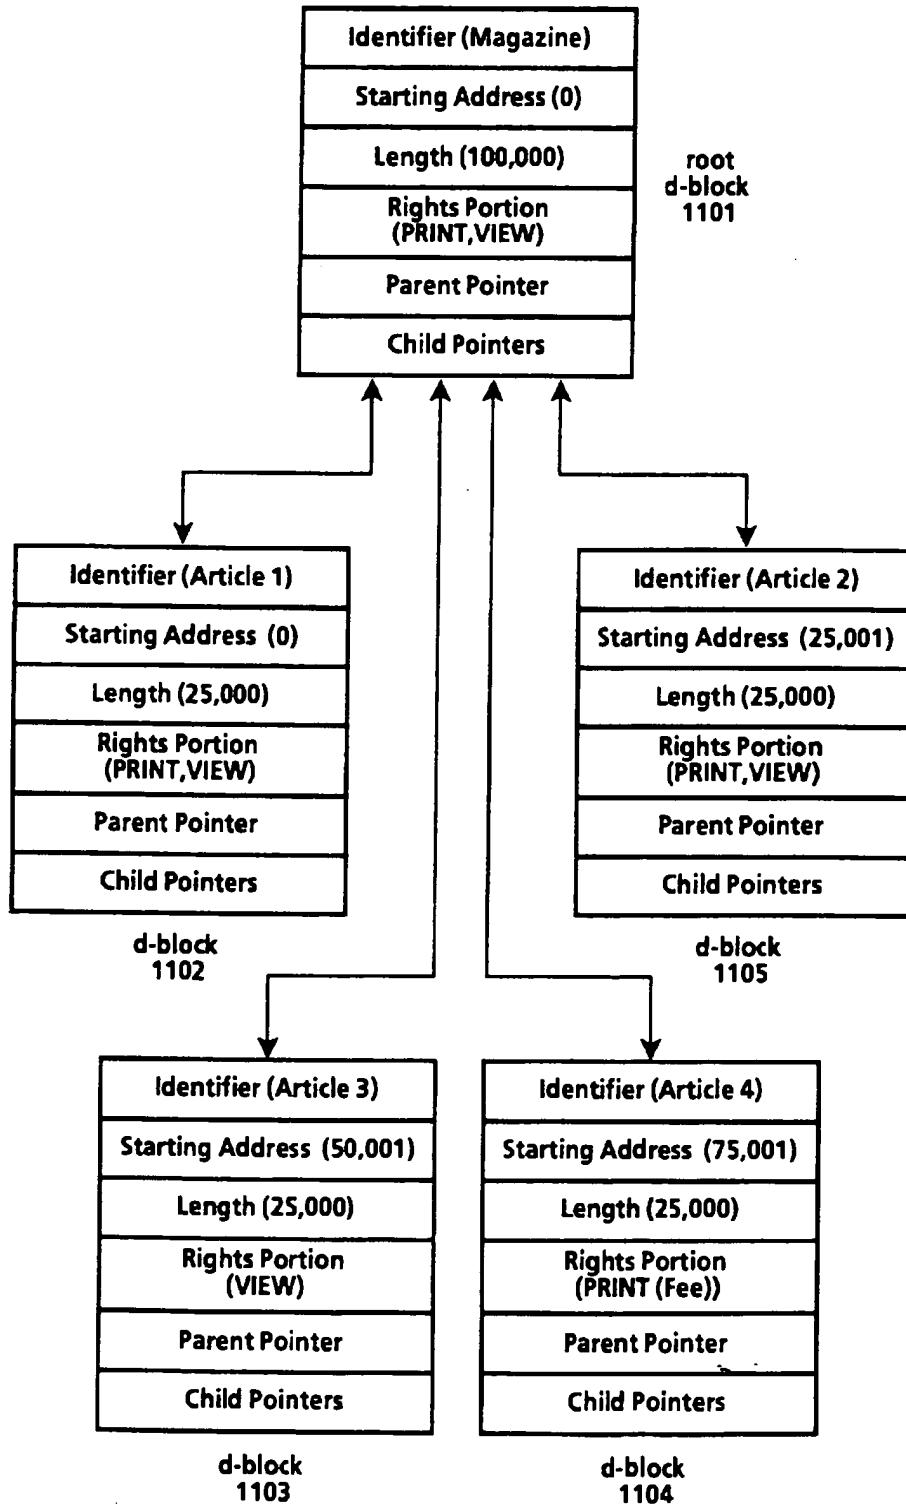 Identifier (Magazine)
Starting Address (0)
Length (100,000)
Rights Portion
(PRINT,VIEW)
Parent Pointer
Child Pointers
root
d-block
1101
Identifier (Article 1)
Starting Address (0)
Length (25,000)
Rights Portion
(PRINT,VIEW)
Parent Pointer
Child Pointers
d-block
1102
Identifier (Article 2)
Starting Address (25,001)
Length (25,000)
Rights Portion
(PRINT,VIEW)
Parent Pointer
Child Pointers
d-block
1105
Identifier (Article 3)
Starting Address (50,001)
Length (25,000)
Rights Portion
(VIEW)
Parent Pointer
Child Pointers
d-block
1103
Identifier (Article 4)
Starting Address (75,001)
Length (25,000)
Rights Portion
(PRINT (Fee))
Parent Pointer
Child Pointers
d-block
1104